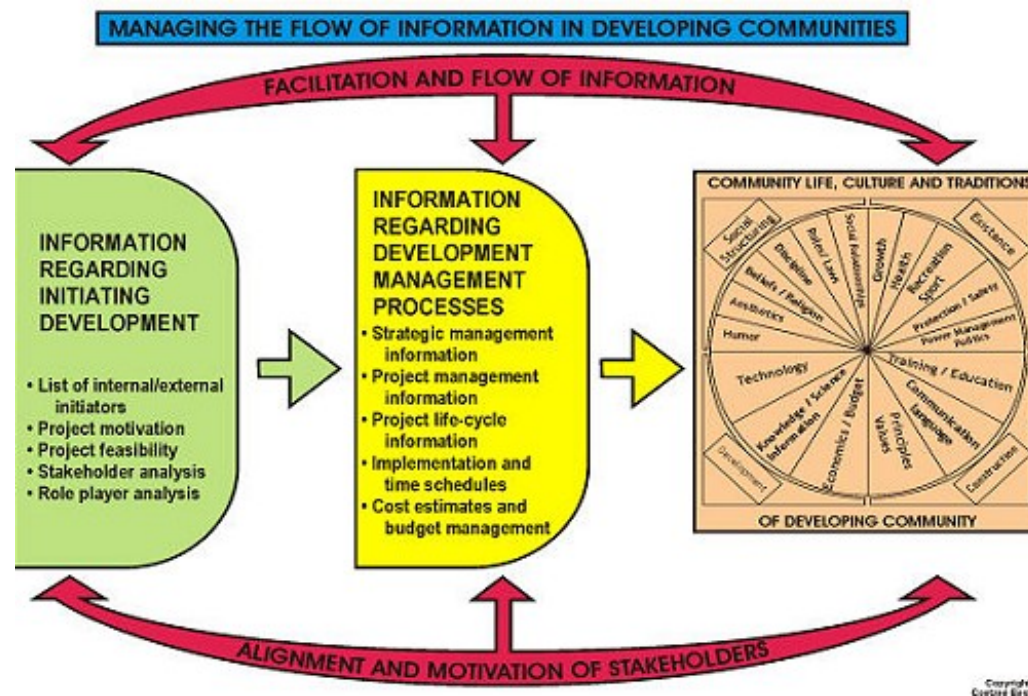 MANAGING THE FLOW OF INFORMATION IN DEVELOPING COMMUNITIES
FACILITATION AND FLOW OF INFORMATION
INFORMATION
REGARDING
INITIATING
DEVELOPMENT
• List of internal/external
initiators
• Project motivation
• Project feasibility
• Stakeholder analysis
• Role player analysis
INFORMATION
REGARDING
DEVELOPMENT
MANAGEMENT
PROCESSES
• Strategic management
information
• Project management
information
• Project life-cycle
information
• Implementation and
time schedules
• Cost estimates and
budget management
COMMUNITY LIFE, CULTURE AND TRADITIONS
Social
Structuring
Existence
Humor
Aesthetics
Beliefs / Religion
Discipline
Rules/ Laws
Social Relationships
Growth
Health
Recreation
Sport
Protection / Safety
Power Management
Politics
Training / Education
Communication
language
Principles
Values
Economics / Budget
Knowledge / Science
Information
Technology
Development
Construction
OF DEVELOPING COMMUNITY
ALIGNMENT AND MOTIVATION OF STAKEHOLDERS
Copyright